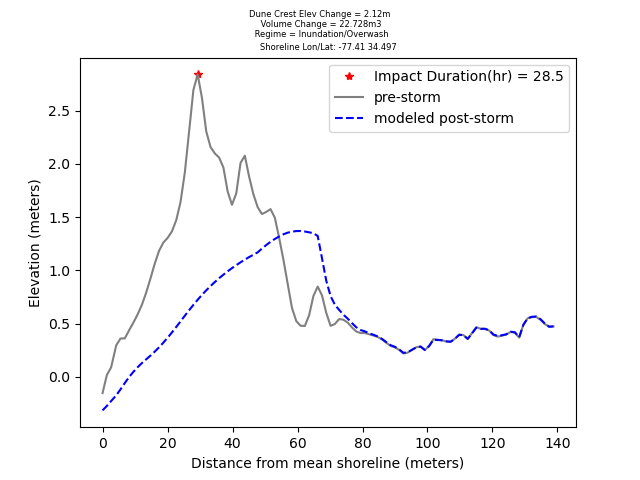 Dune Crest Elev Change = 2.12m
Volume Change = 22.728m3
Regime = Inundation/Overwash
Shoreline Lon/Lat: -77.41 34.497
Impact Duration(hr) = 28.5
pre-storm
modeled post-storm
Elevation (meters)
2.5
2.0
1.5
1.0
0.5
0.0
0 20 40 60 80 100 120 140
Distance from mean shoreline (meters)